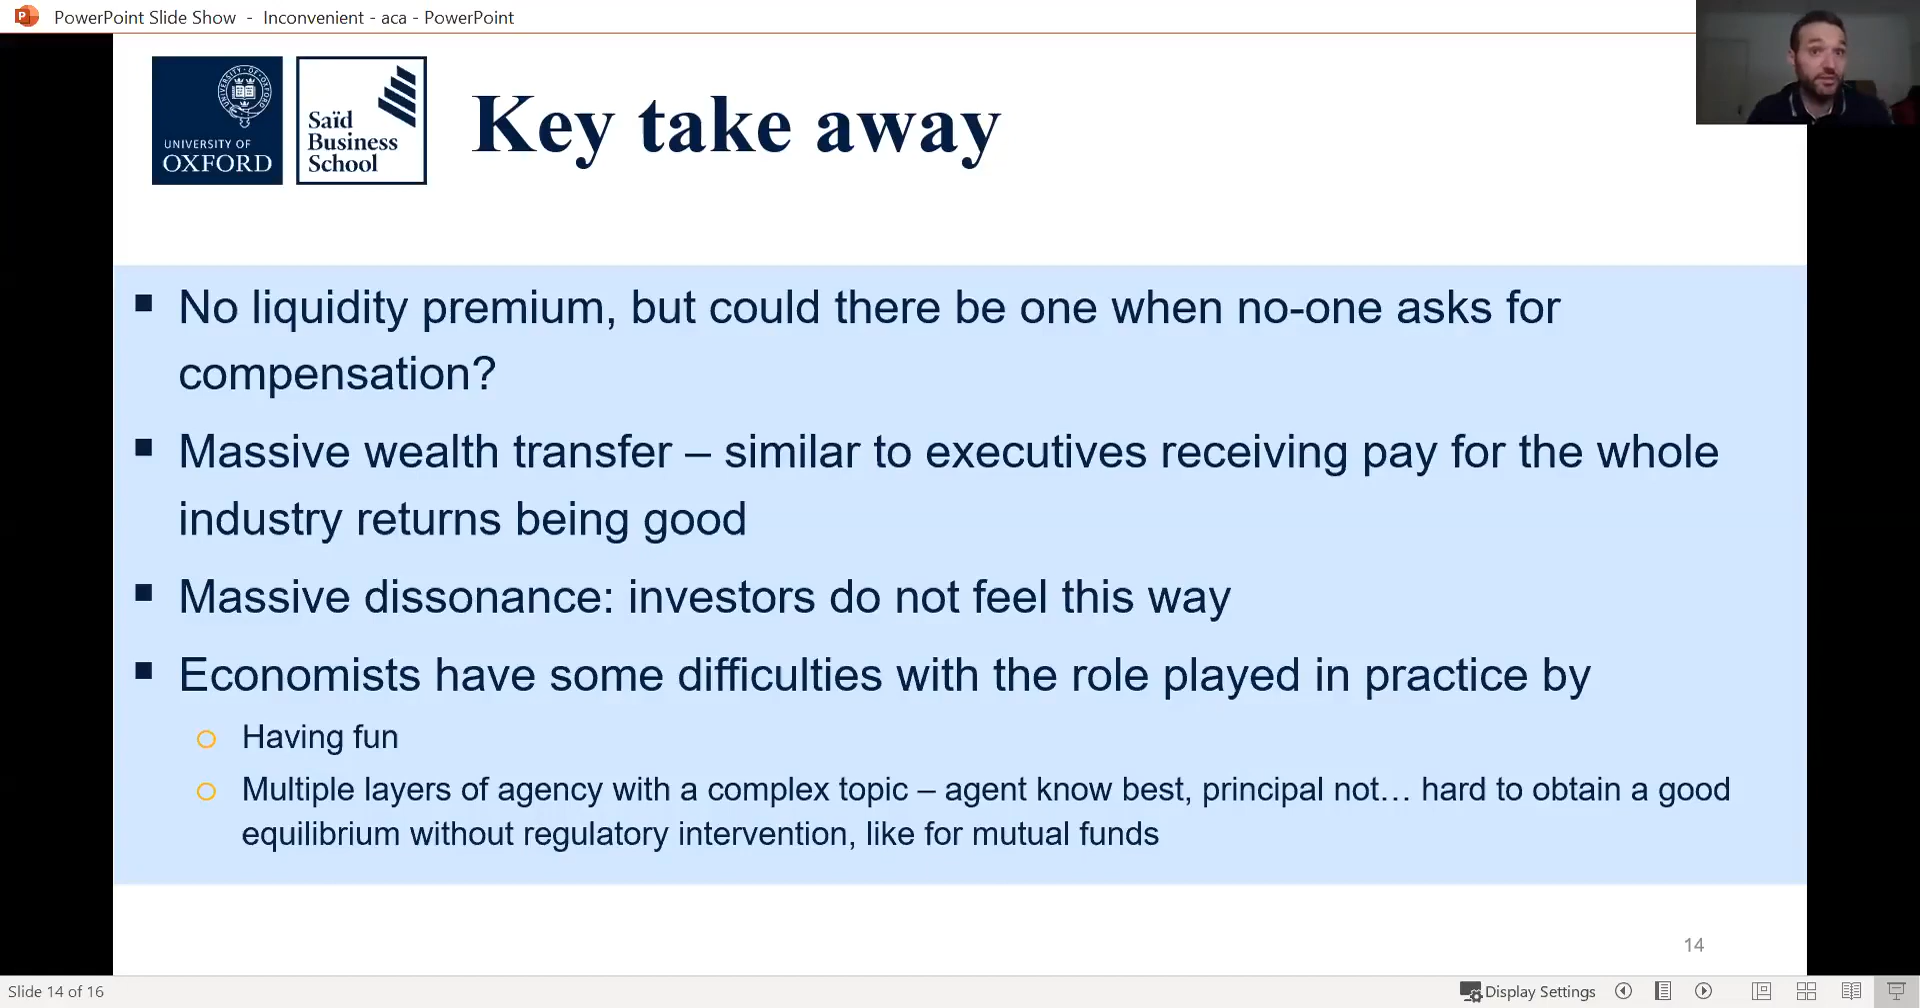 PowerPoint Slide Show - Inconvenient - aca - PowerPoint
UNIVERSITY OF
OXFORD
Saïd
Business
School
Key take away
No liquidity premium, but could there be one when no-one asks for
compensation?
Massive wealth transfer – similar to executives receiving pay for the whole
industry returns being good
Massive dissonance: investors do not feel this way
Economists have some difficulties with the role played in practice by
Having fun
Multiple layers of agency with a complex topic – agent know best, principal not… hard to obtain a good
equilibrium without regulatory intervention, like for mutual funds
14
Slide 14 of 16
Display Settings